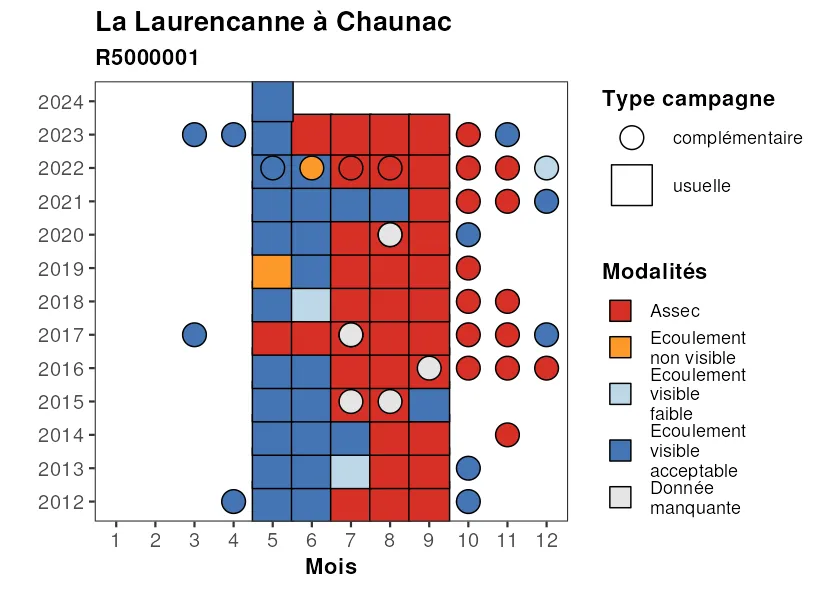 La Laurencanne à Chaunac
R5000001
2024
2023
2022
2021
2020
2019
2018
2017
2016
2015
2014
2013
2012
1 2 3 4 5 6 7 8 9 10 11 12
Mois
Type campagne
complémentaire
usuelle
Modalités
Assec
Ecoulement
non visible
Ecoulement
visible
faible
Ecoulement
visible
acceptable
Donnée
manquante